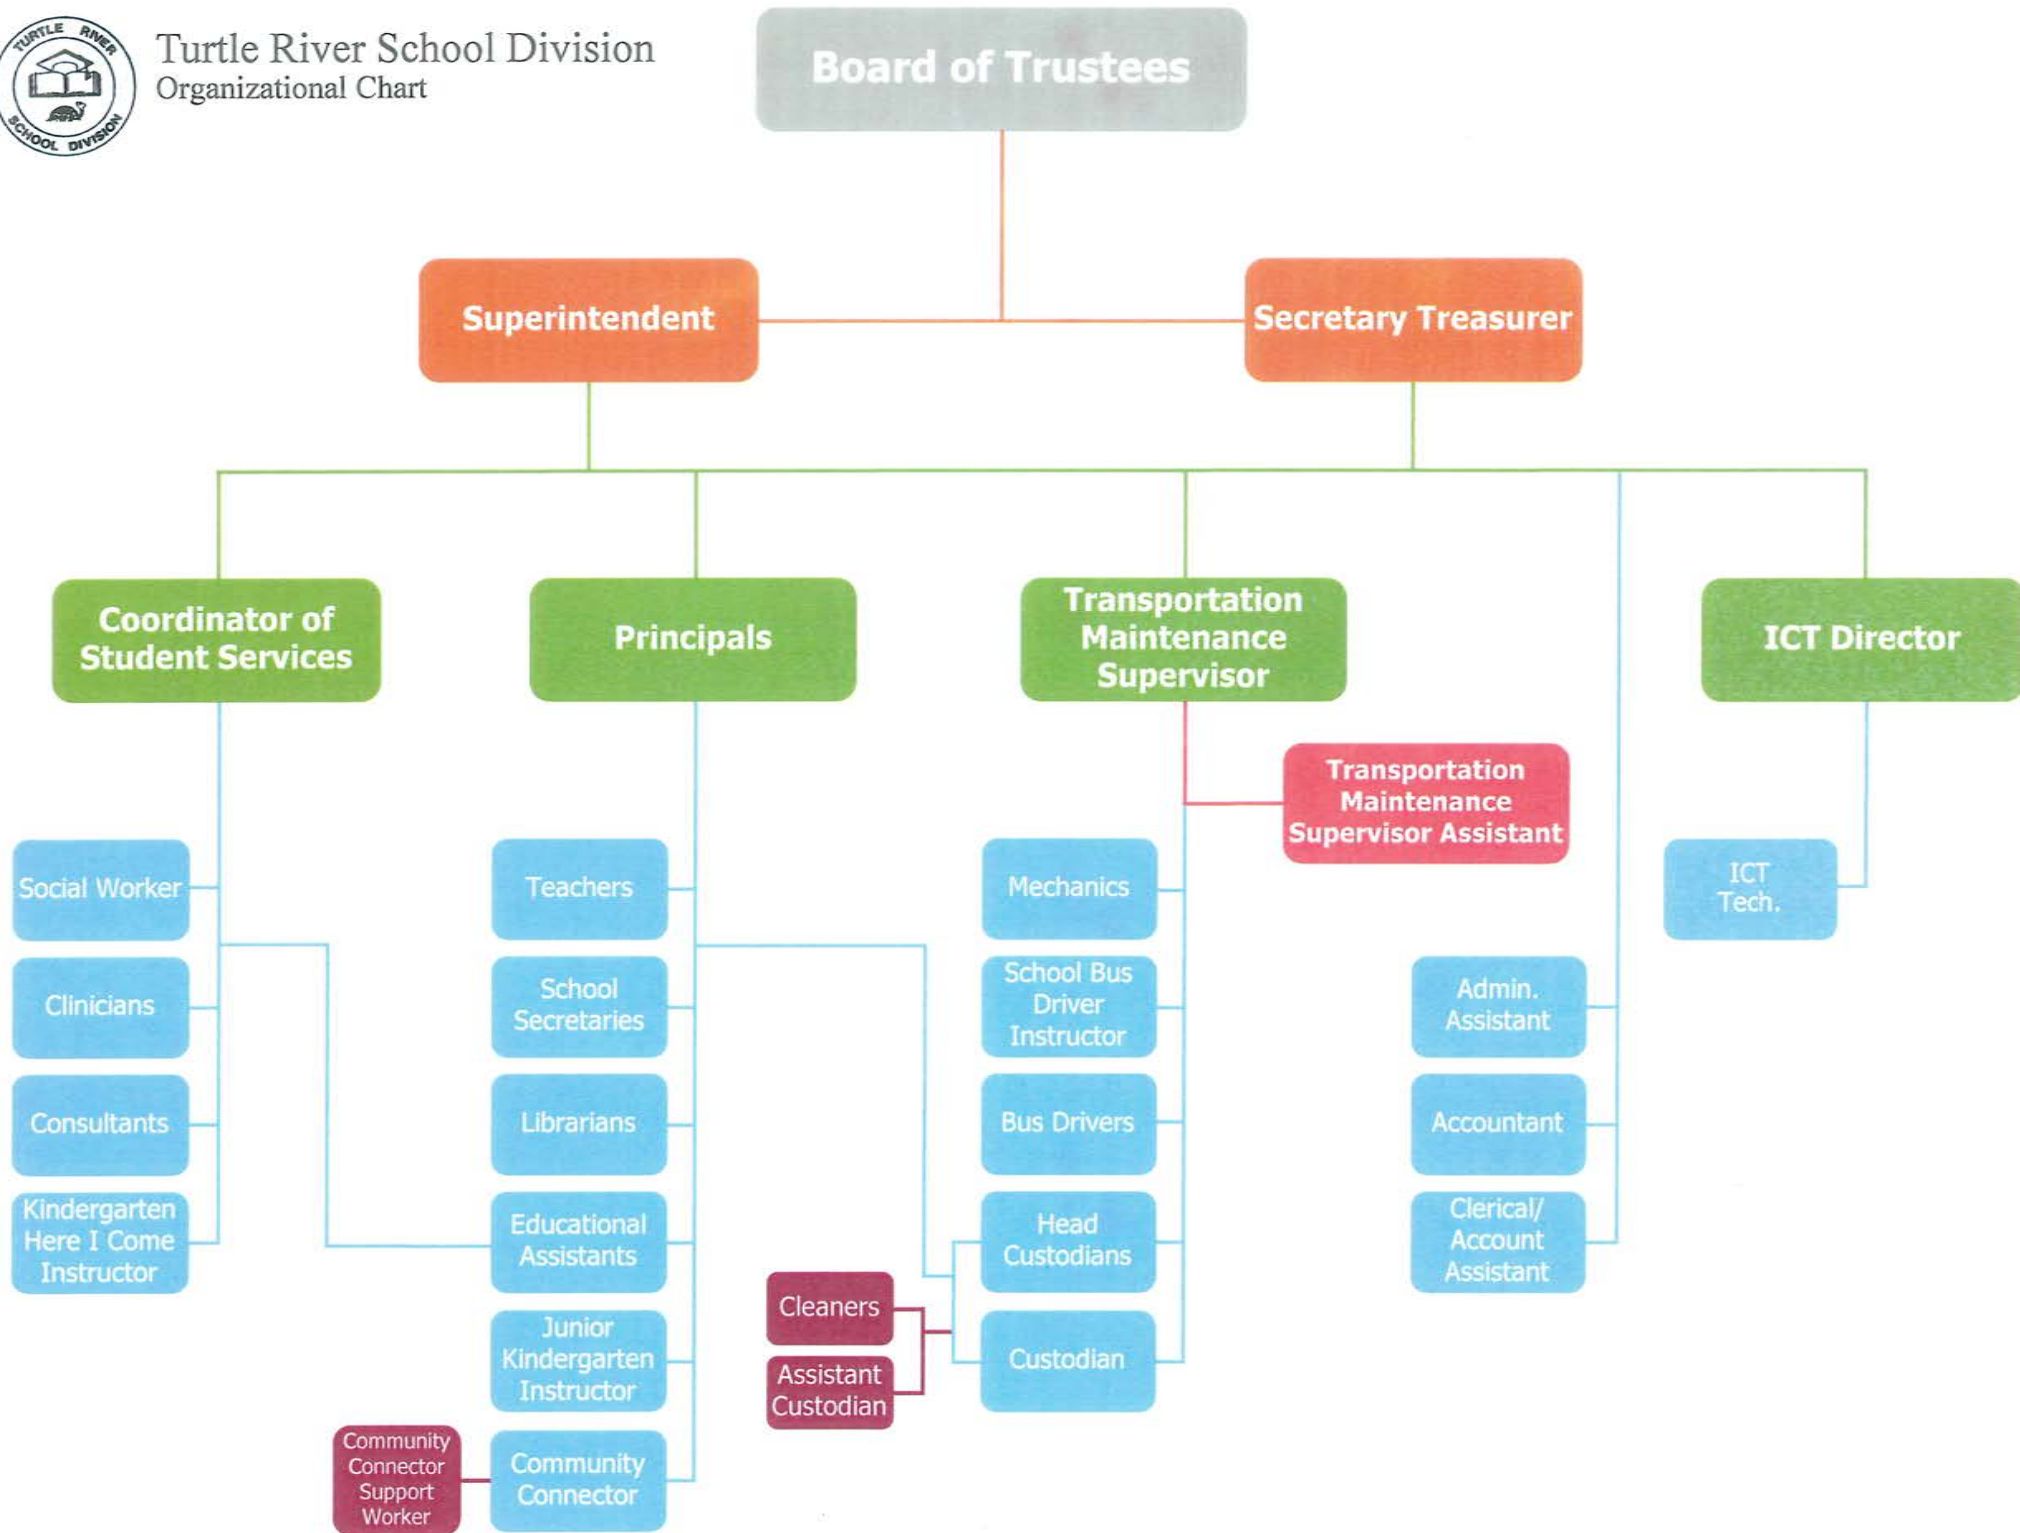 TURTLE RIVER
SCHOOL DIVISION
Turtle River School Division
Organizational Chart
Board of Trustees
Superintendent
Secretary Treasurer
Coordinator of
Student Services
Principals
Transportation
Maintenance
Supervisor
ICT Director
Transportation
Maintenance
Supervisor Assistant
Social Worker
Clinicians
Consultants
Kindergarten
Here I Come
Instructor
Teachers
School
Secretaries
Librarians
Educational
Assistants
Junior
Kindergarten
Instructor
Community
Connector
Community
Connector
Support
Worker
Mechanics
School Bus
Driver
Instructor
Bus Drivers
Head
Custodians
Custodian
Cleaners
Assistant
Custodian
Admin.
Assistant
Accountant
Clerical/
Account
Assistant
ICT
Tech.